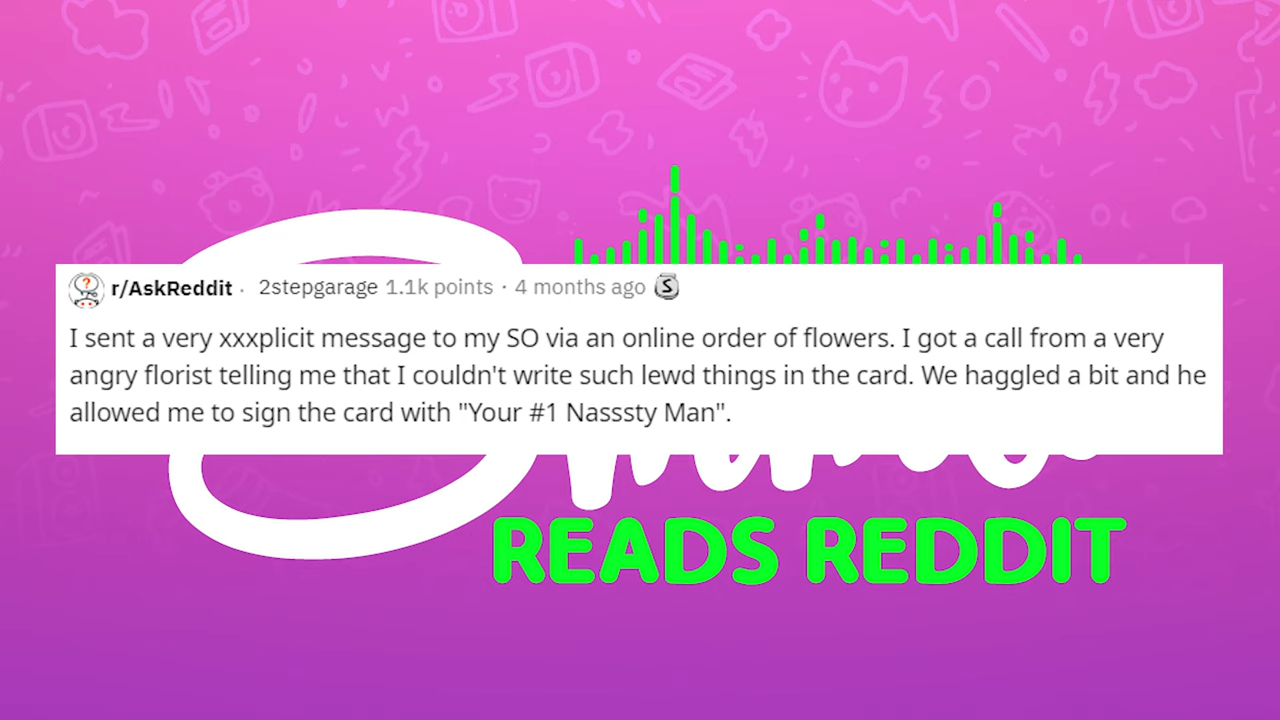 r/AskReddit · 2stepgarage 1.1k points · 4 months ago
I sent a very xxxplicit message to my SO via an online order of flowers. I got a call from a very
angry florist telling me that I couldn't write such lewd things in the card. We haggled a bit and he
allowed me to sign the card with "Your #1 Nasssty Man".
READS REDDIT